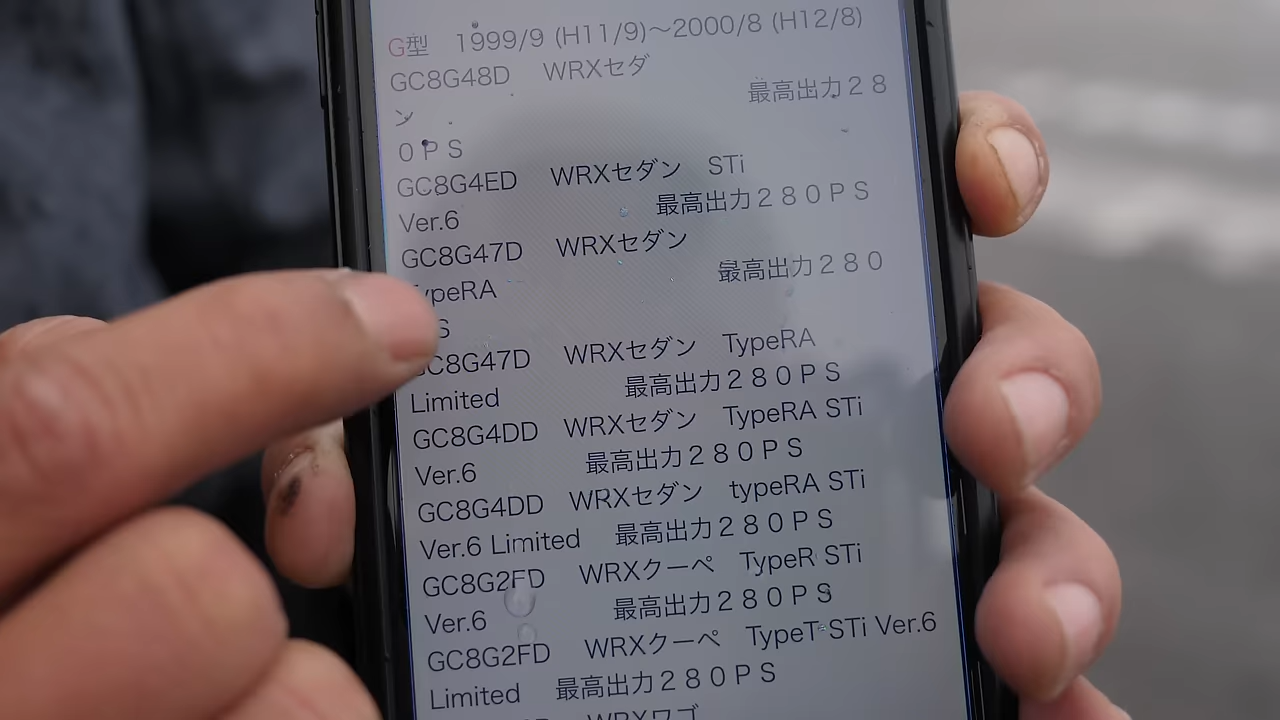 G型 1999/9 (H11/9)～2000/8 (H12/8)
GC8G48D WRXセダ
ン 最高出力２８
０ＰＳ
GC8G4ED WRXセダン STi
Ver.6 最高出力２８０ＰＳ
GC8G47D WRXセダン
ypeRA 最高出力２８０
S
C8G47D WRXセダン TypeRA
Limited 最高出力２８０ＰＳ
GC8G4DD WRXセダン TypeRA STi
Ver.6 最高出力２８０ＰＳ
GC8G4DD WRXセダン typeRA STi
Ver.6 Limited 最高出力２８０ＰＳ
GC8G2FD WRXクーペ TypeR STi
Ver.6 最高出力２８０ＰＳ
GC8G2FD WRXクーペ TypeT STi Ver.6
Limited 最高出力２８０ＰＳ
WRXワゴ